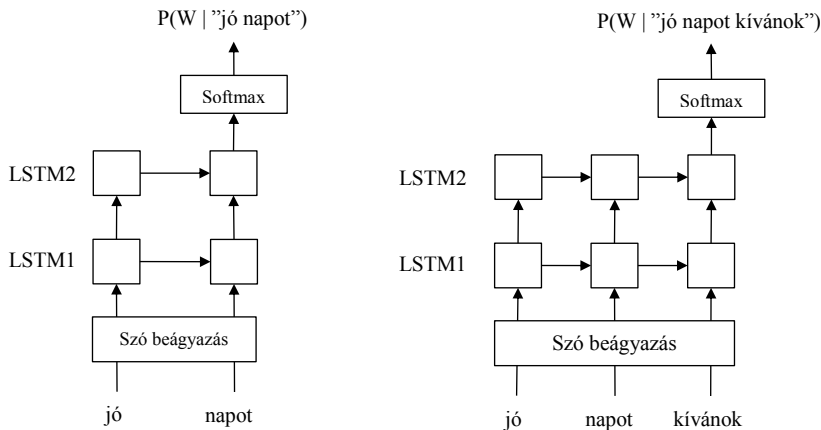 P(W | ”jó napot”)
Softmax
LSTM2
LSTM1
Szó beágyazás
jó napot
P(W | ”jó napot kívánok”)
Softmax
LSTM2
LSTM1
Szó beágyazás
jó napot kívánok